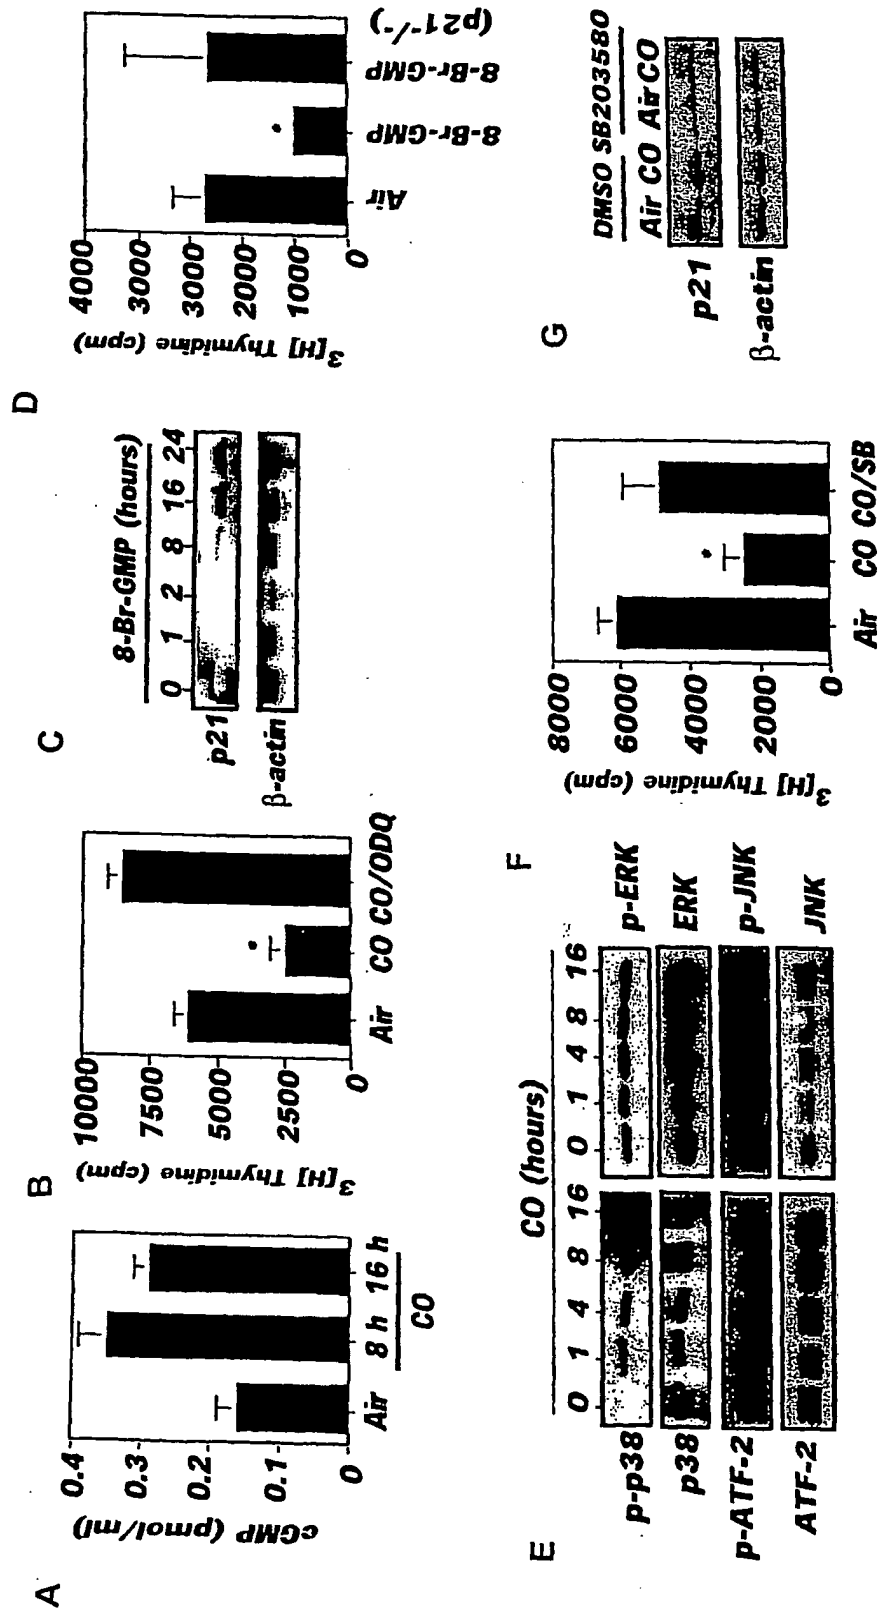 A
cGMP (pmol/ml)
0.4
0.3
0.2
0.1
0
Air 8 h 16 h
CO
B
3[H] Thymidine (cpm)
10000
7500
5000
2500
0
*
Air CO CO/ODQ
C
8-Br-GMP (hours)
0 1 2 8 16 24
p21
β-actin
D
3[H] Thymidine (cpm)
4000
3000
2000
1000
0
*
Air 8-Br-GMP 8-Br-GMP
(p21-/-)
E
CO (hours)
0 1 4 8 16 0 1 4 8 16
p-p38 p-ERK
p38 ERK
p-ATF-2 p-JNK
ATF-2 JNK
F
3[H] Thymidine (cpm)
8000
6000
4000
2000
0
*
Air CO CO/SB
G
DMSO SB203580
Air CO Air CO
p21
β-actin